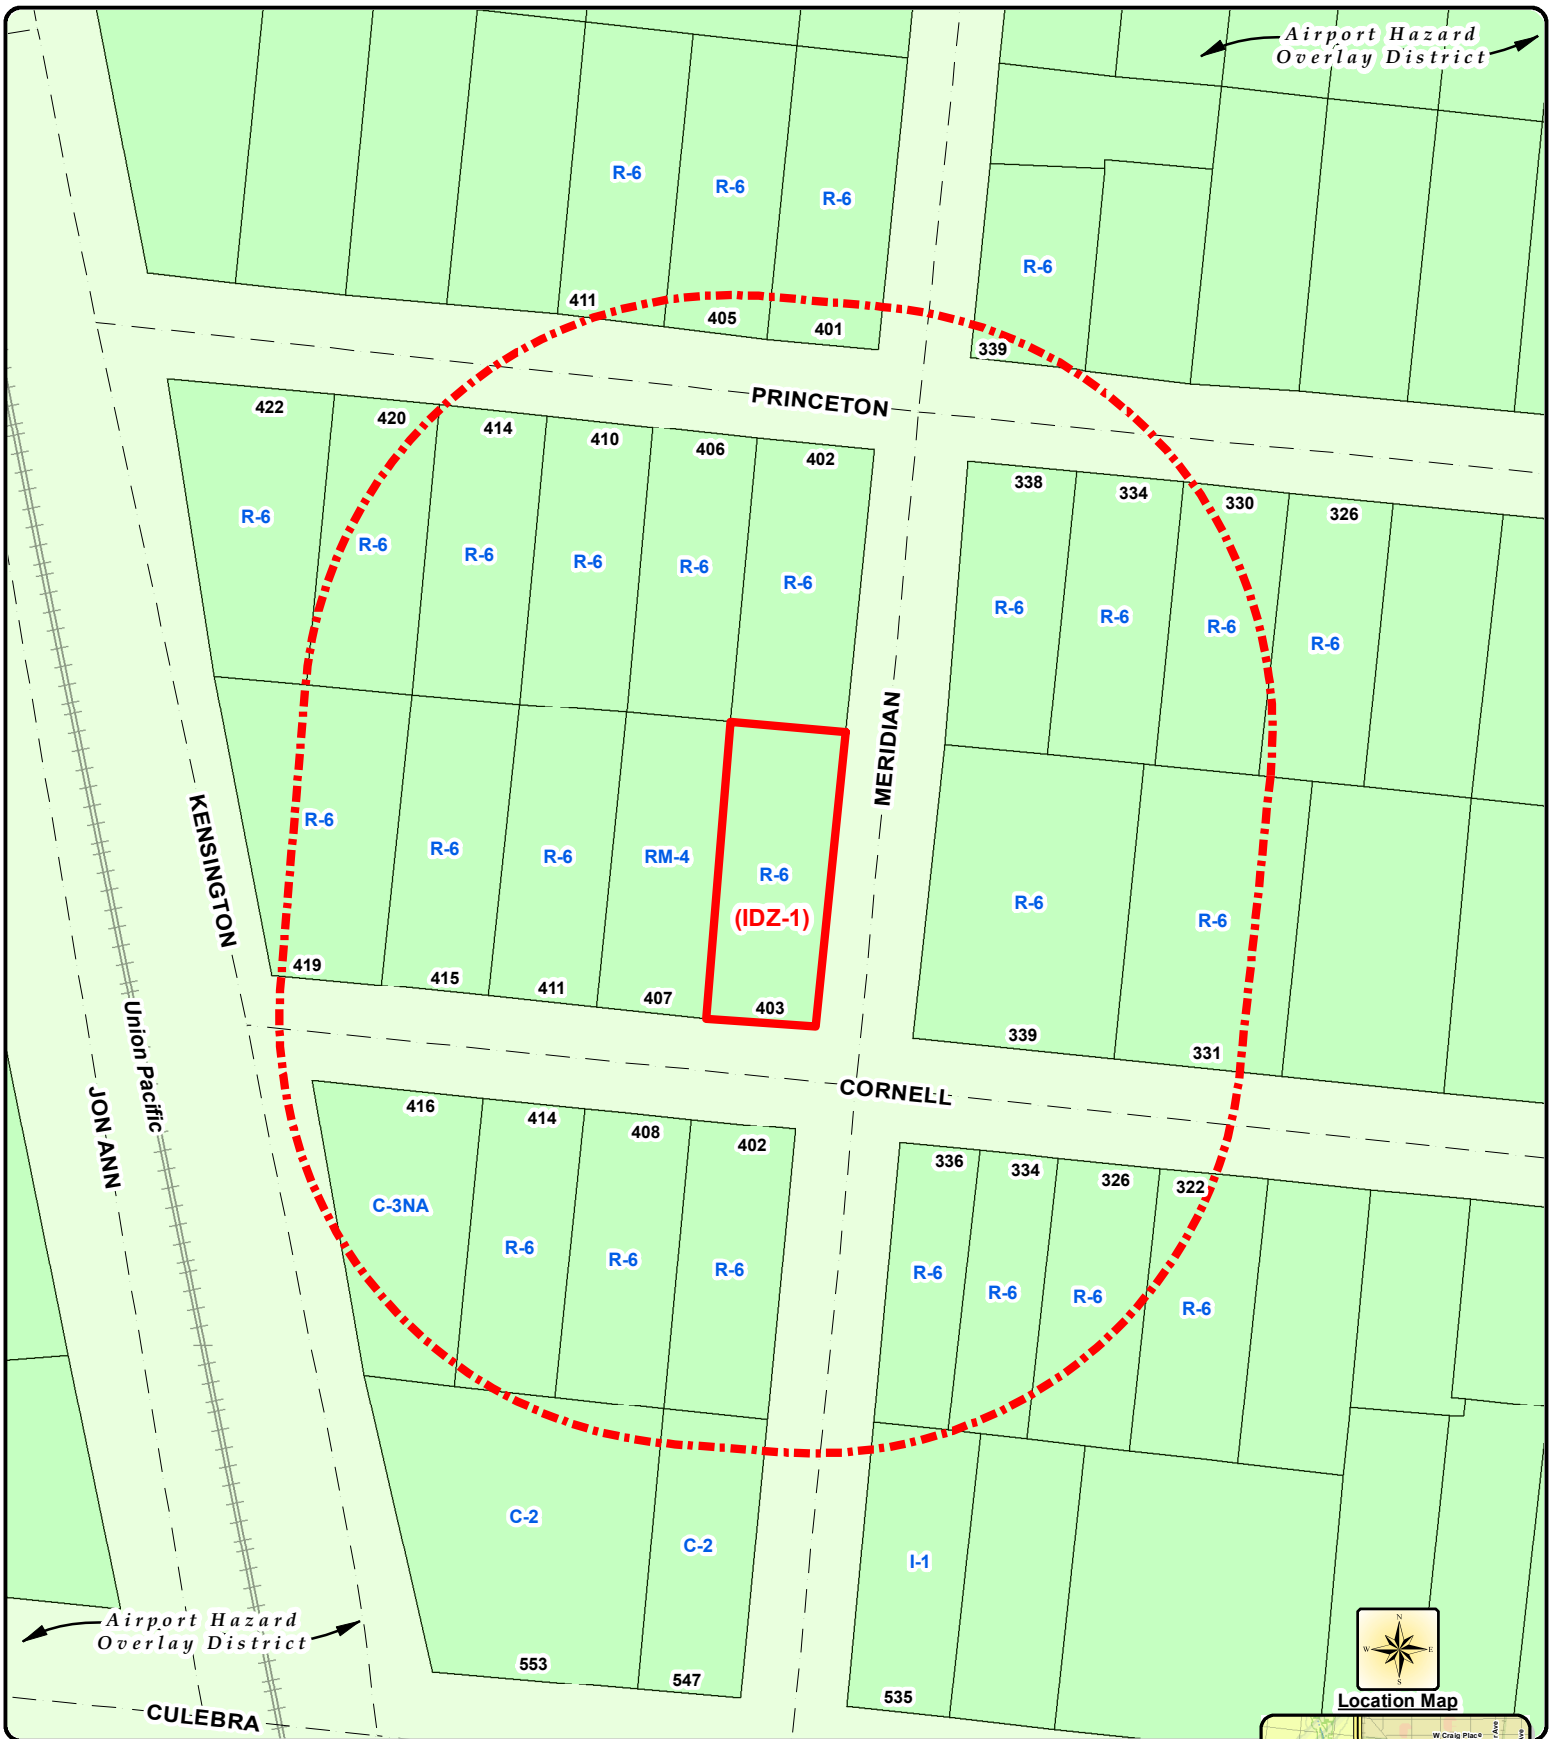 Airport Hazard
Overlay District
R-6
R-6
R-6
R-6
411
405
401
339
PRINCETON
422
420
414
410
406
402
338
334
330
326
R-6
R-6
R-6
R-6
R-6
R-6
R-6
R-6
R-6
R-6
MERIDIAN
KENSINGTON
R-6
R-6
R-6
RM-4
R-6
(IDZ-1)
R-6
R-6
419
415
411
407
403
339
331
Union Pacific
JON ANN
CORNELL
416
414
408
402
336
334
326
322
C-3NA
R-6
R-6
R-6
R-6
R-6
R-6
R-6
C-2
C-2
I-1
Airport Hazard
Overlay District
553
547
535
CULEBRA
N
W
E
S
Location Map
W Craig Place